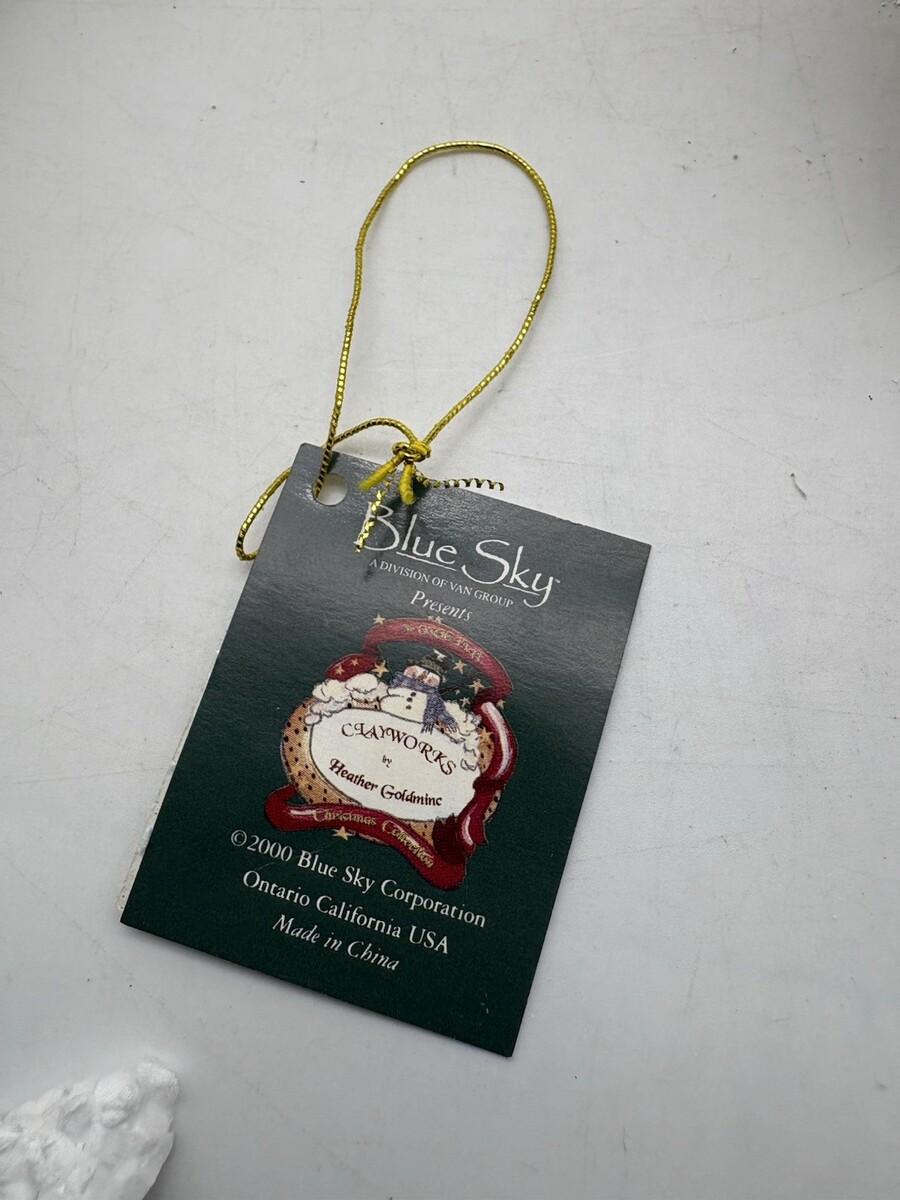 Blue Sky™
A DIVISION OF VAN GROUP
Presents
CLAYWORKS
by
Heather Goldminc
Christmas Collection
©2000 Blue Sky Corporation
Ontario California USA
Made in China